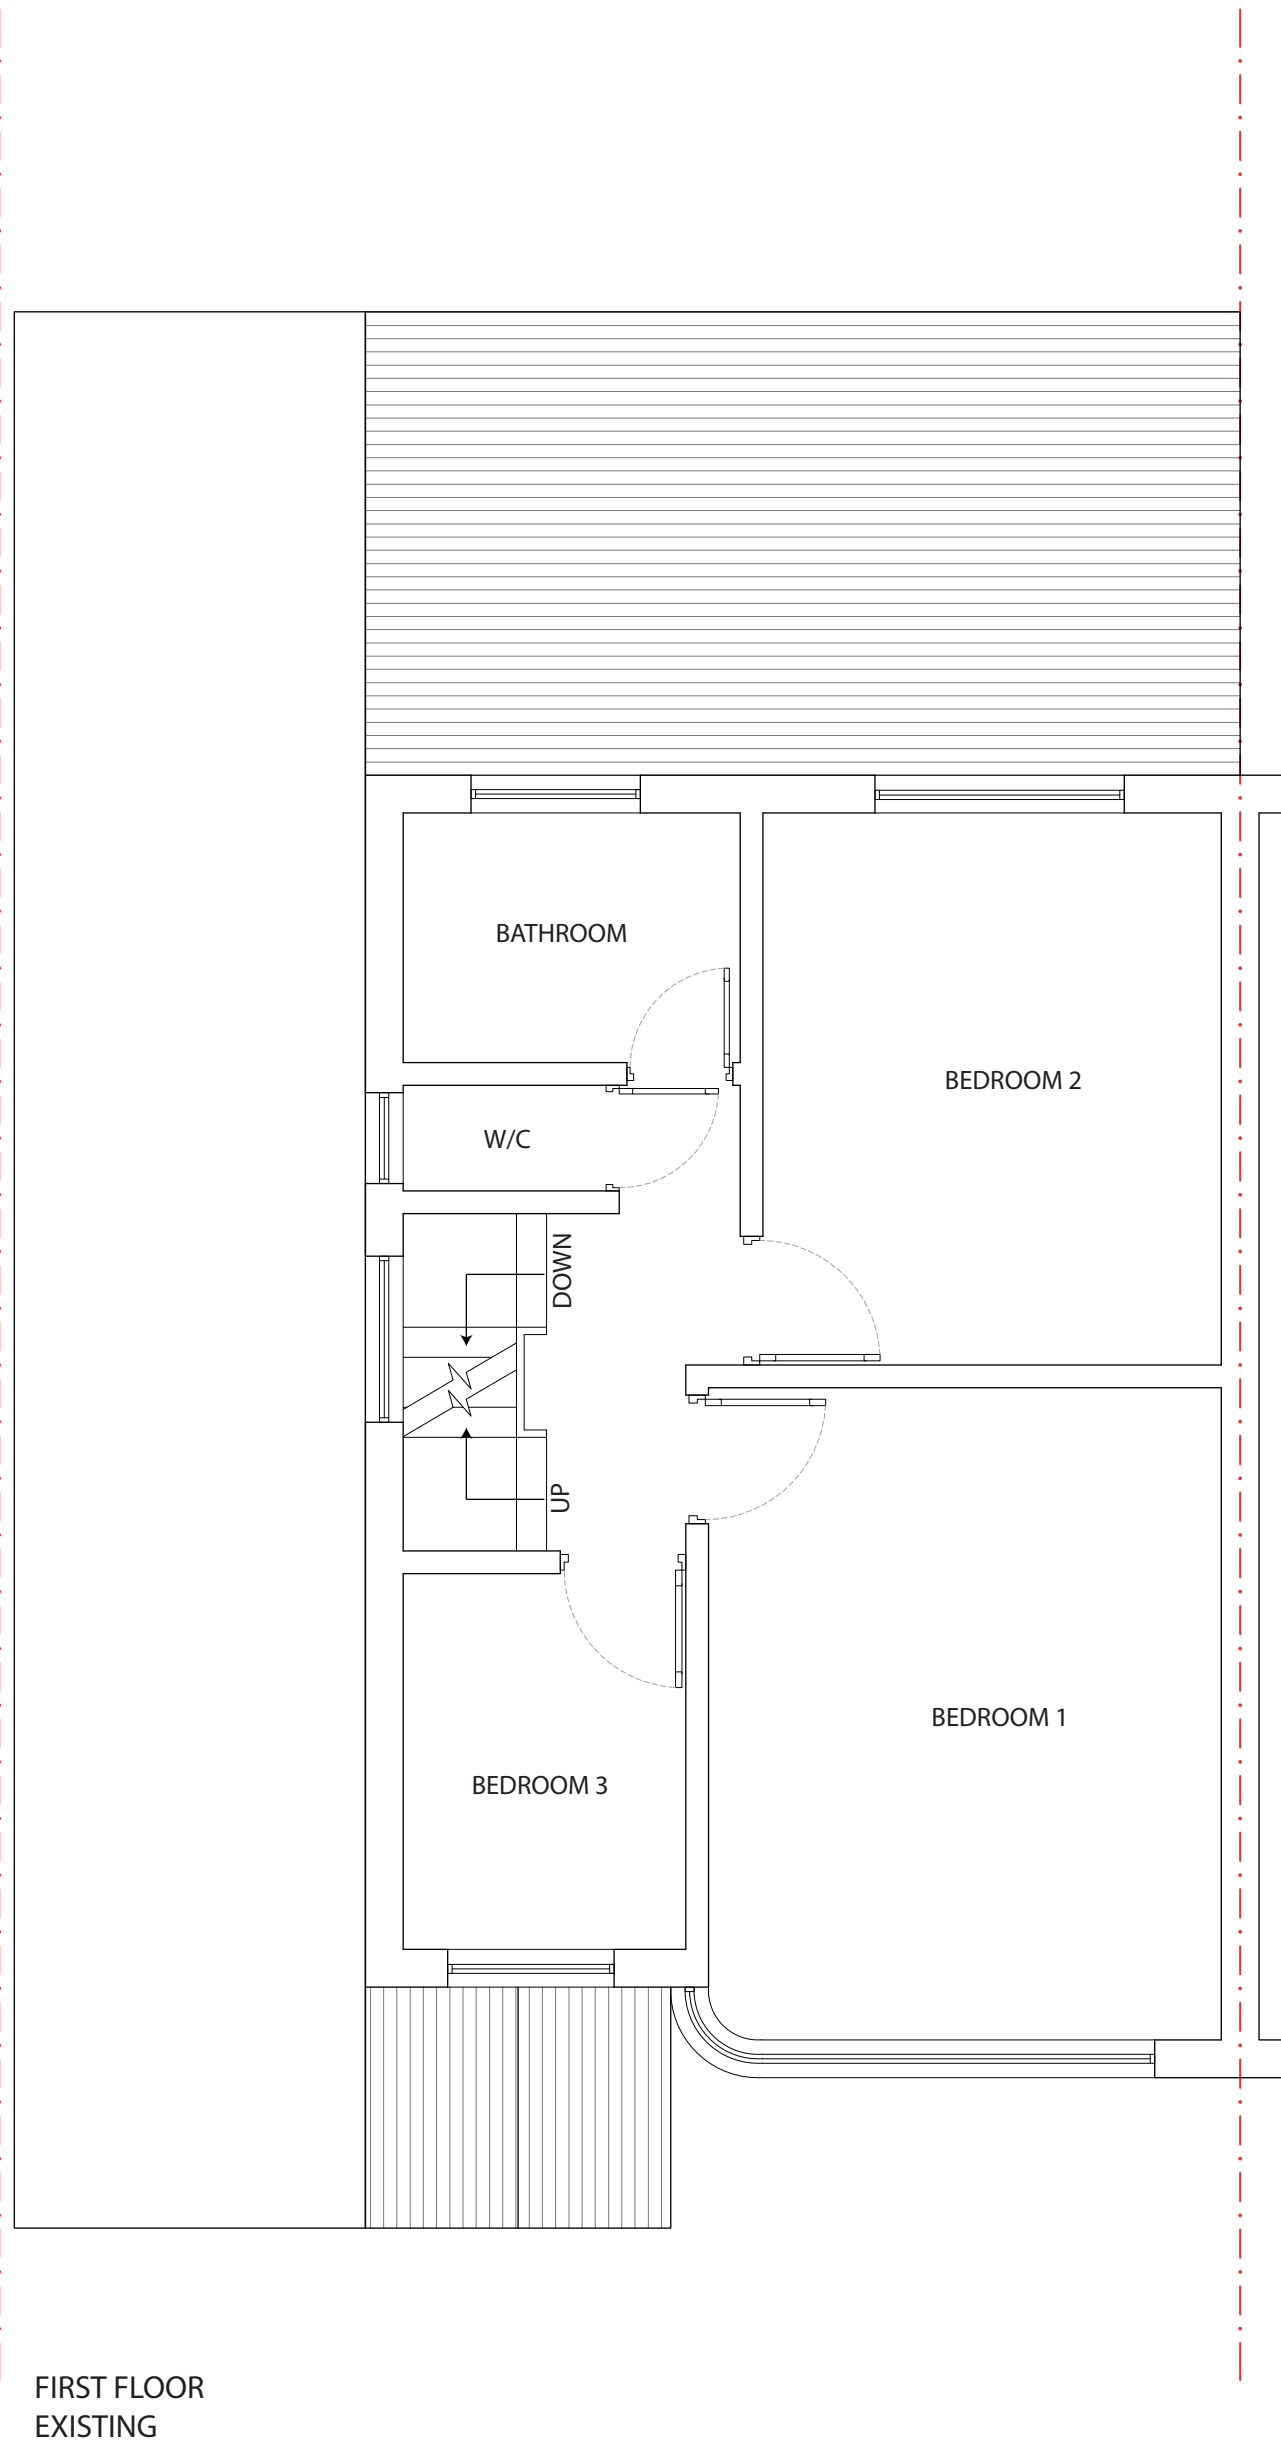 BATHROOM
BEDROOM 2
W/C
DOWN
UP
BEDROOM 1
BEDROOM 3
FIRST FLOOR
EXISTING